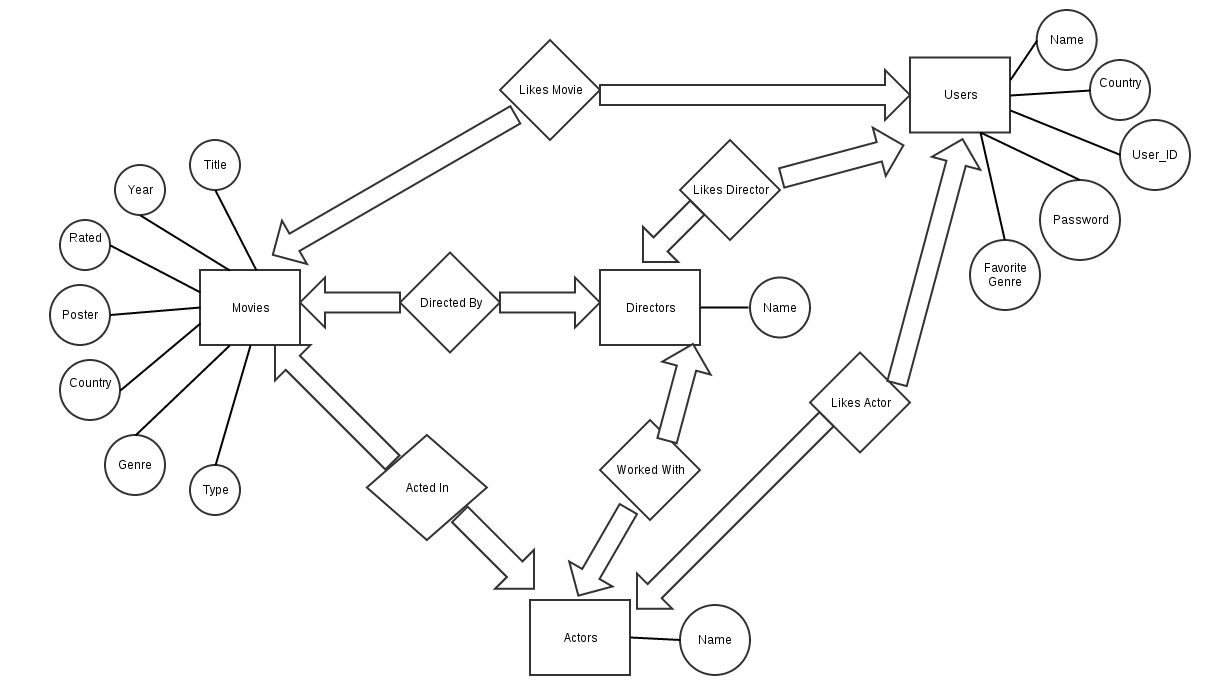 Name
Likes Movie
Users
Country
User_ID
Title
Year
Likes Director
Password
Rated
Favorite
Genre
Poster
Movies
Directed By
Directors
Name
Country
Likes Actor
Genre
Type
Acted In
Worked With
Actors
Name